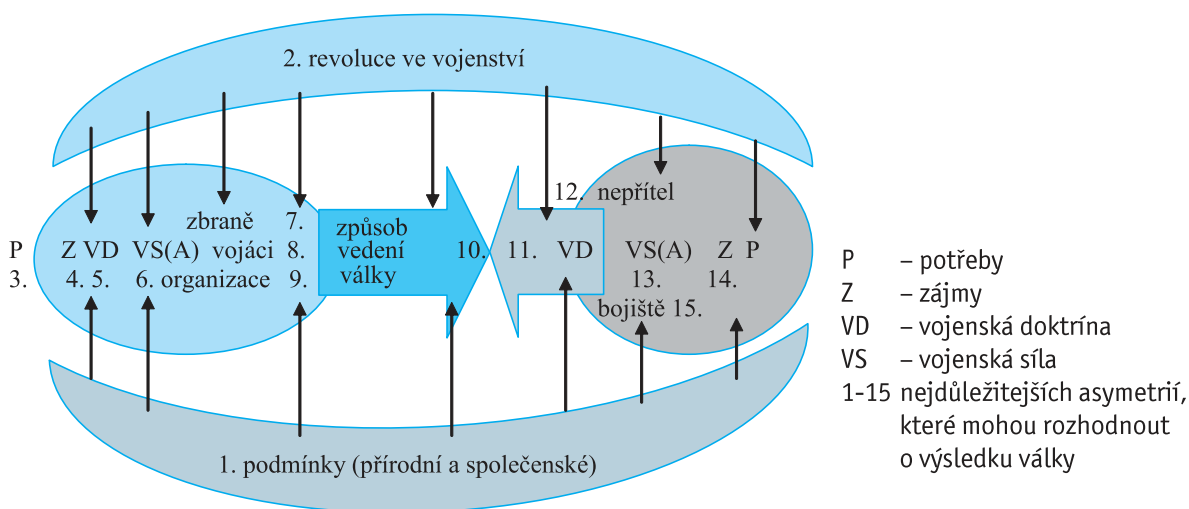 2. revoluce ve vojenství
12. nepřítel
zbraně 7.
způsob
P Z VD VS(A) vojáci 8. vedení 10. 11. VD VS(A) Z P
3. 4. 5. 6. organizace 9. války 13. 14.
bojiště 15.
1. podmínky (přírodní a společenské)
P – potřeby
Z – zájmy
VD – vojenská doktrína
VS – vojenská síla
1-15 nejdůležitejších asymetrií,
které mohou rozhodnout
o výsledku války